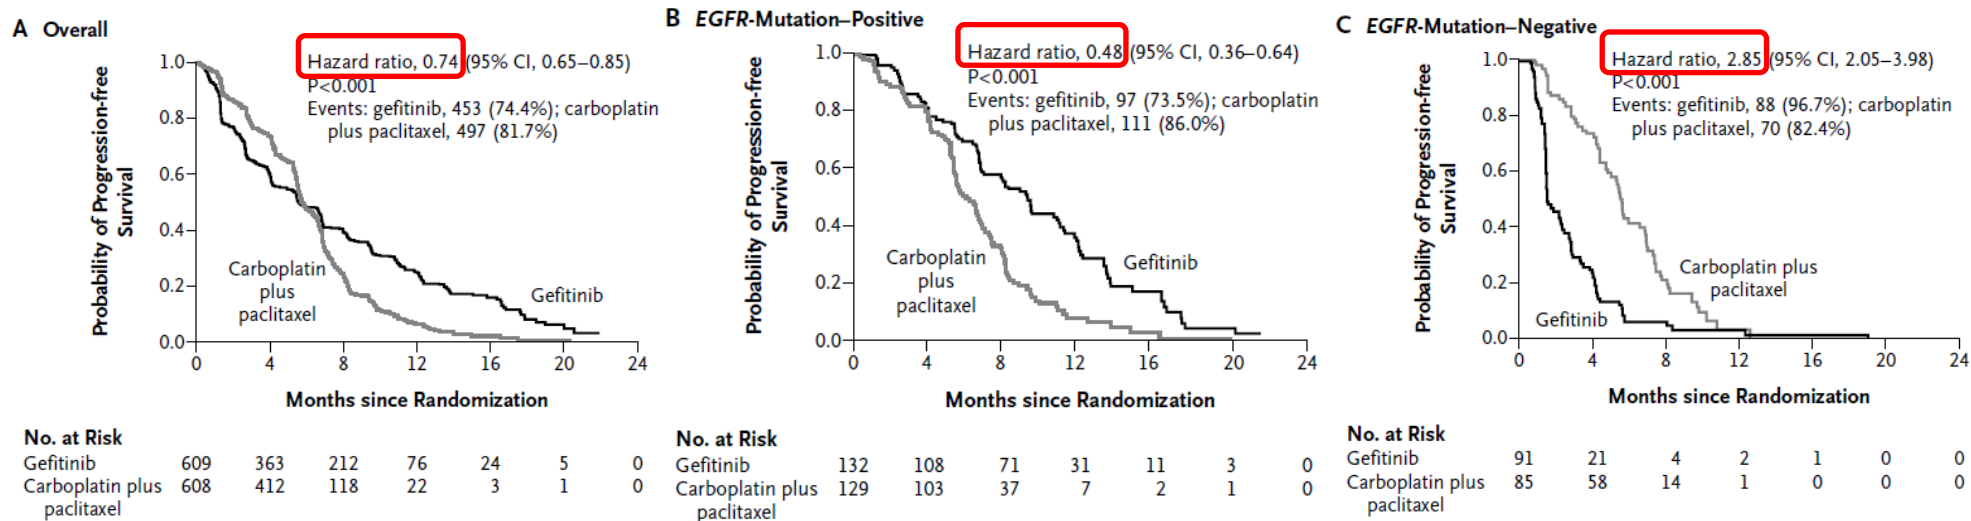 A Overall
Hazard ratio, 0.74 (95% CI, 0.65–0.85)
P<0.001
Events: gefitinib, 453 (74.4%); carboplatin
plus paclitaxel, 497 (81.7%)
Probability of Progression-free
Survival
1.0
0.8
0.6
0.4
0.2
0.0
Carboplatin
plus
paclitaxel
Gefitinib
0 4 8 12 16 20 24
Months since Randomization
No. at Risk
Gefitinib 609 363 212 76 24 5 0
Carboplatin plus 608 412 118 22 3 1 0
paclitaxel
B EGFR-Mutation–Positive
Hazard ratio, 0.48 (95% CI, 0.36–0.64)
P<0.001
Events: gefitinib, 97 (73.5%); carboplatin
plus paclitaxel, 111 (86.0%)
Probability of Progression-free
Survival
1.0
0.8
0.6
0.4
0.2
0.0
Carboplatin
plus
paclitaxel
Gefitinib
0 4 8 12 16 20 24
Months since Randomization
No. at Risk
Gefitinib 132 108 71 31 11 3 0
Carboplatin plus 129 103 37 7 2 1 0
paclitaxel
C EGFR-Mutation–Negative
Hazard ratio, 2.85 (95% CI, 2.05–3.98)
P<0.001
Events: gefitinib, 88 (96.7%); carboplatin
plus paclitaxel, 70 (82.4%)
Probability of Progression-free
Survival
1.0
0.8
0.6
0.4
0.2
0.0
Carboplatin plus
paclitaxel
Gefitinib
0 4 8 12 16 20 24
Months since Randomization
No. at Risk
Gefitinib 91 21 4 2 1 0 0
Carboplatin plus 85 58 14 1 0 0 0
paclitaxel